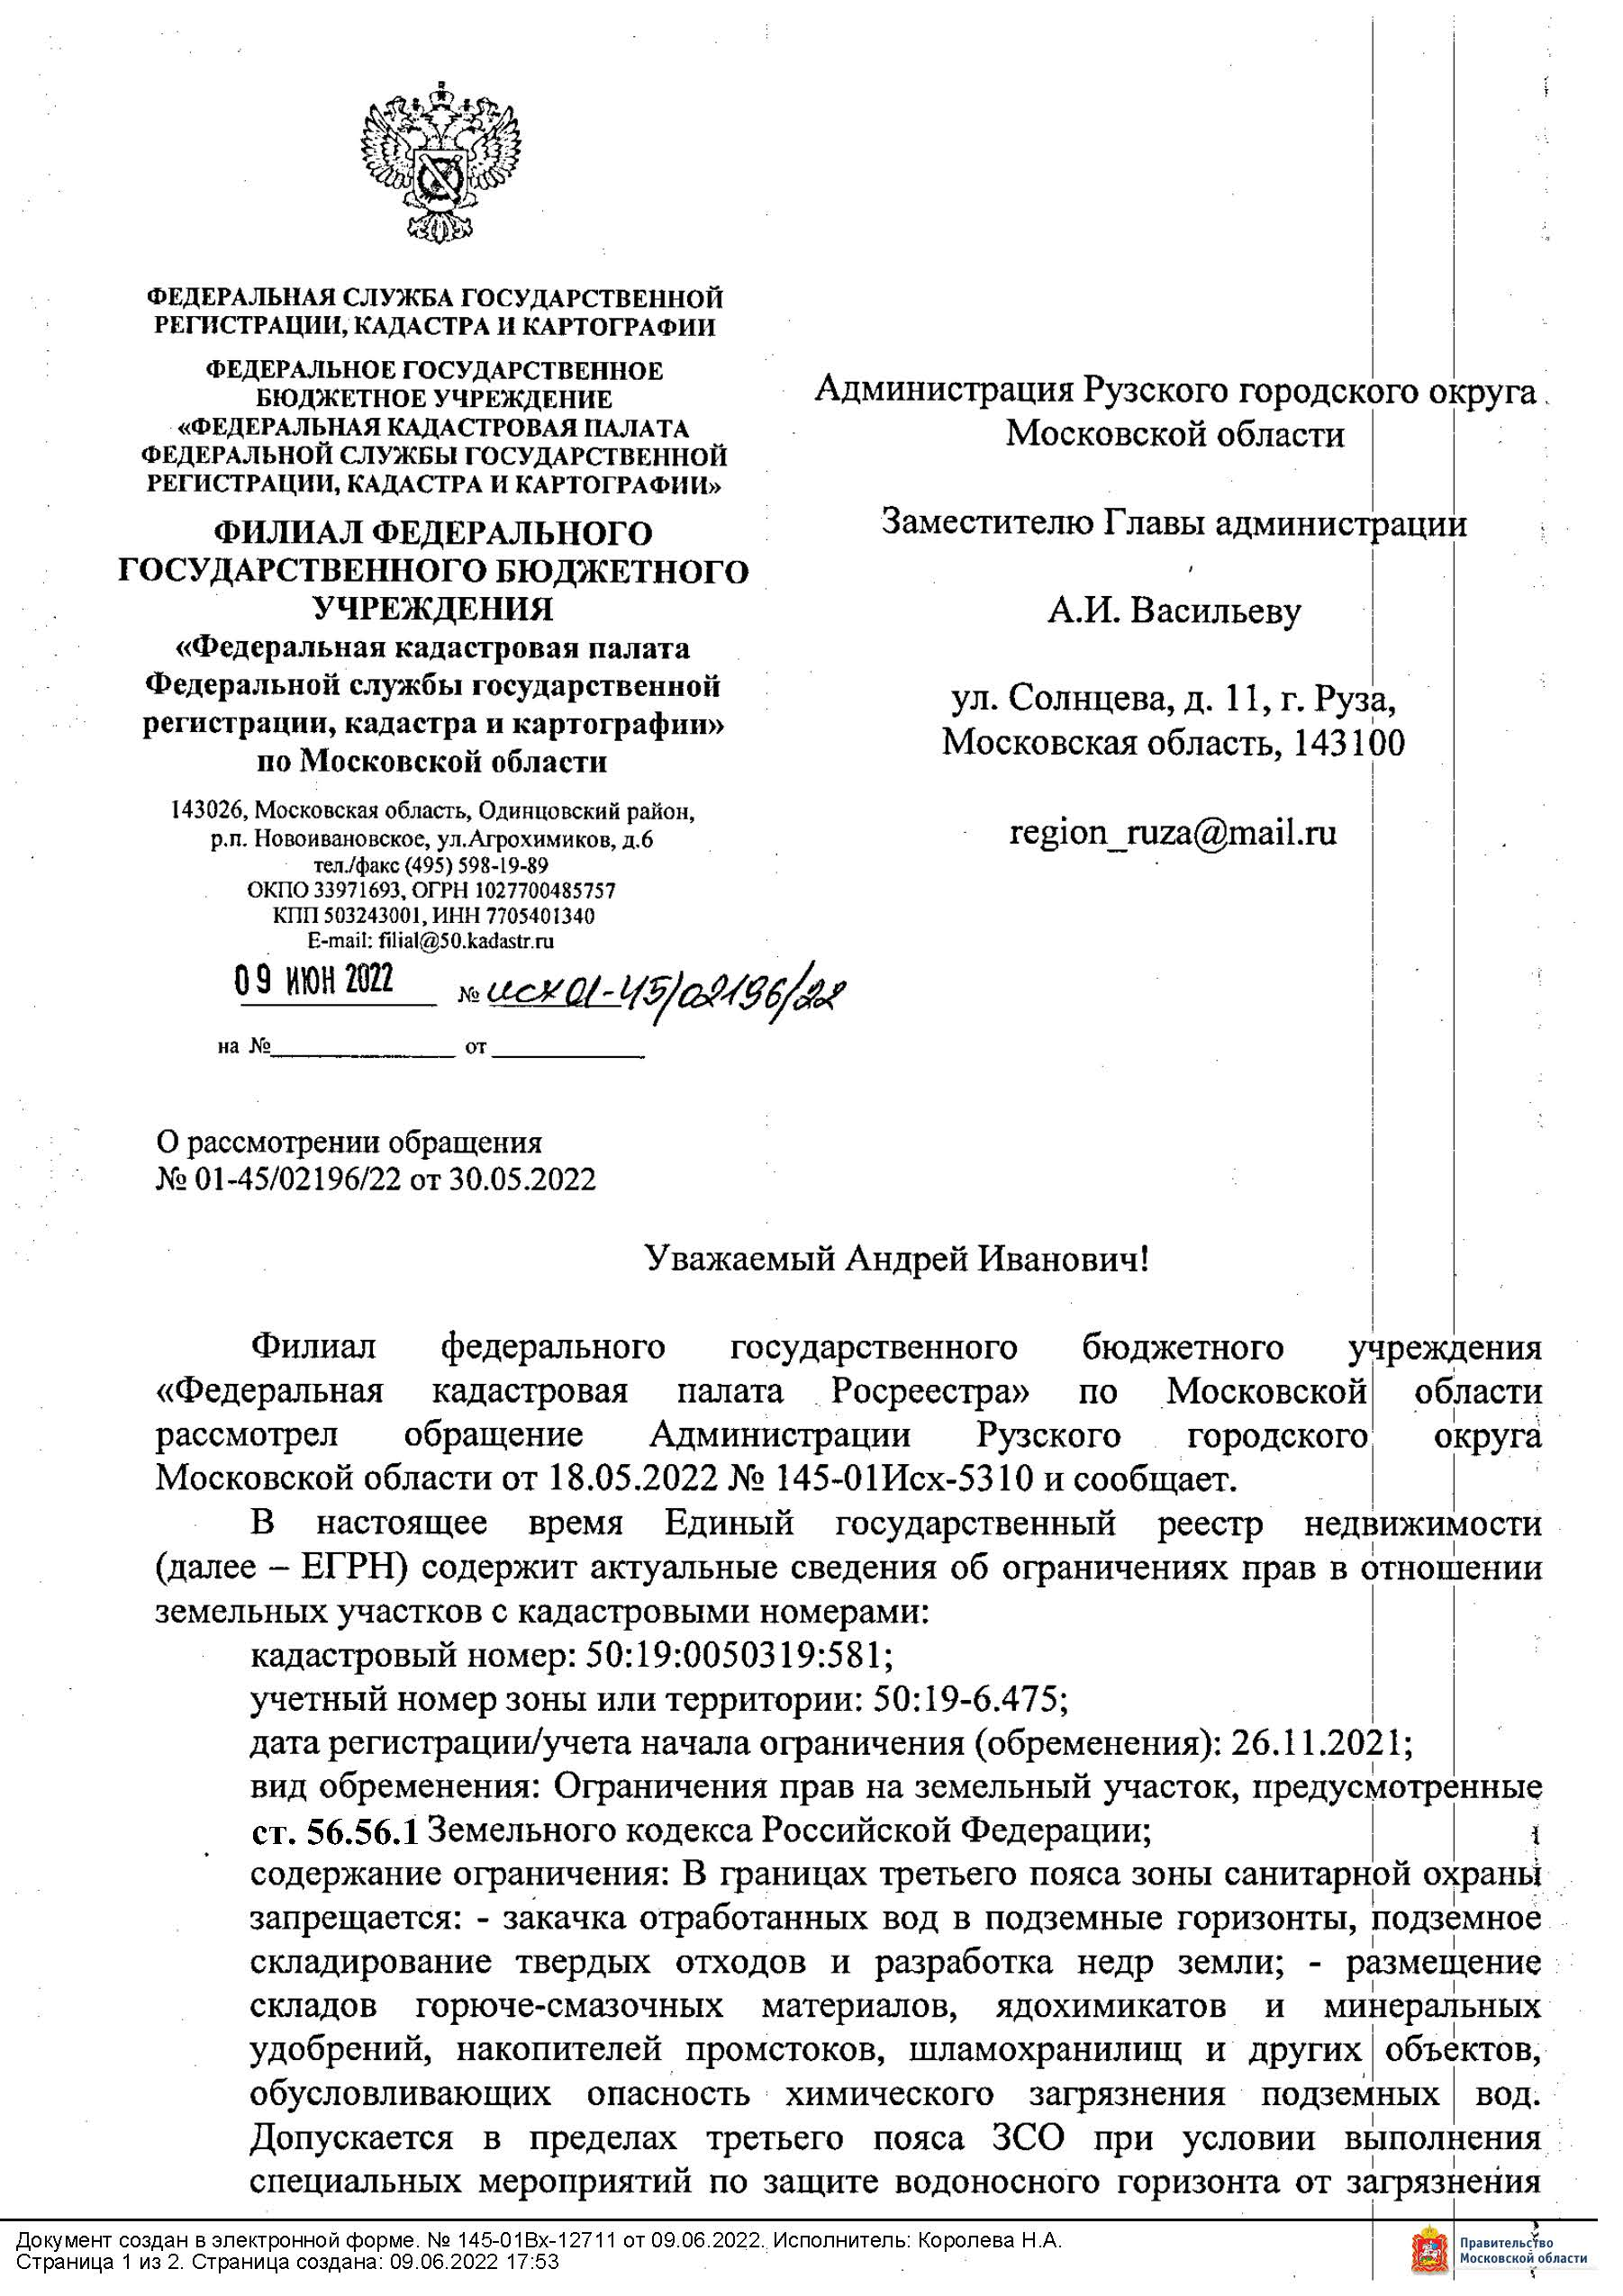 ФЕДЕРАЛЬНАЯ СЛУЖБА ГОСУДАРСТВЕННОЙ
РЕГИСТРАЦИИ, КАДАСТРА И КАРТОГРАФИИ
ФЕДЕРАЛЬНОЕ ГОСУДАРСТВЕННОЕ
БЮДЖЕТНОЕ УЧРЕЖДЕНИЕ
«ФЕДЕРАЛЬНАЯ КАДАСТРОВАЯ ПАЛАТА
ФЕДЕРАЛЬНОЙ СЛУЖБЫ ГОСУДАРСТВЕННОЙ
РЕГИСТРАЦИИ, КАДАСТРА И КАРТОГРАФИИ»
ФИЛИАЛ ФЕДЕРАЛЬНОГО
ГОСУДАРСТВЕННОГО БЮДЖЕТНОГО
УЧРЕЖДЕНИЯ
«Федеральная кадастровая палата
Федеральной службы государственной
регистрации, кадастра и картографии»
по Московской области
143026, Московская область, Одинцовский район,
р.п. Новоивановское, ул.Агрохимиков, д.6
тел./факс (495) 598-19-89
ОКПО 33971693, ОГРН 1027700485757
КПП 503243001, ИНН 7705401340
E-mail: filial@50.kadastr.ru
09 ИЮН 2022 № исх01-45/02196/22
на № от
Администрация Рузского городского округа
Московской области
Заместителю Главы администрации
А.И. Васильеву
ул. Солнцева, д. 11, г. Руза,
Московская область, 143100
region_ruza@mail.ru
О рассмотрении обращения
№ 01-45/02196/22 от 30.05.2022
Уважаемый Андрей Иванович!
Филиал федерального государственного бюджетного учреждения
«Федеральная кадастровая палата Росреестра» по Московской области
рассмотрел обращение Администрации Рузского городского округа
Московской области от 18.05.2022 № 145-01Исх-5310 и сообщает.
В настоящее время Единый государственный реестр недвижимости
(далее – ЕГРН) содержит актуальные сведения об ограничениях прав в отношении
земельных участков с кадастровыми номерами:
кадастровый номер: 50:19:0050319:581;
учетный номер зоны или территории: 50:19-6.475;
дата регистрации/учета начала ограничения (обременения): 26.11.2021;
вид обременения: Ограничения прав на земельный участок, предусмотренные
ст. 56.56.1 Земельного кодекса Российской Федерации;
содержание ограничения: В границах третьего пояса зоны санитарной охраны
запрещается: - закачка отработанных вод в подземные горизонты, подземное
складирование твердых отходов и разработка недр земли; - размещение
складов горюче-смазочных материалов, ядохимикатов и минеральных
удобрений, накопителей промстоков, шламохранилищ и других объектов,
обусловливающих опасность химического загрязнения подземных вод.
Допускается в пределах третьего пояса ЗСО при условии выполнения
специальных мероприятий по защите водоносного горизонта от загрязнения
Документ создан в электронной форме. № 145-01Вх-12711 от 09.06.2022. Исполнитель: Королева Н.А.
Страница 1 из 2. Страница создана: 09.06.2022 17:53
Правительство
Московской области